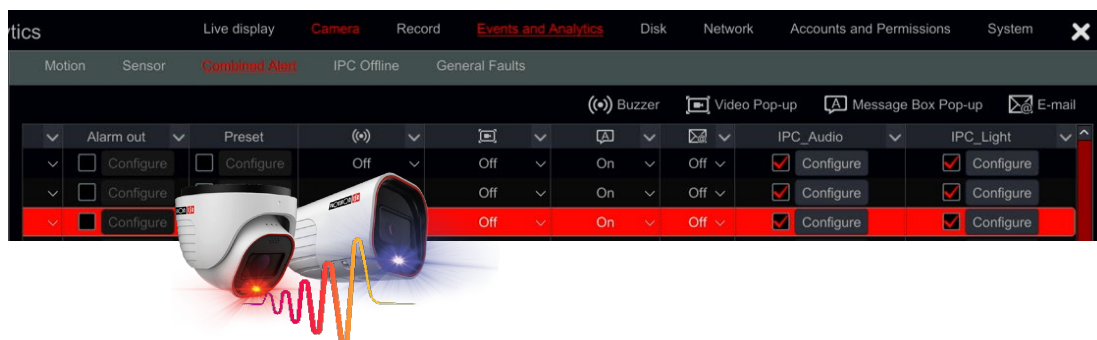 tics Live display Camera Record Events and Analytics Disk Network Accounts and Permissions System
Motion Sensor Combined Alert IPC Offline General Faults
Buzzer Video Pop-up A Message Box Pop-up E-mail
Alarm out Preset A IPC_Audio IPC_Light
Configure Configure Off Off On Off Configure Configure
Configure Off On Off Configure Configure
Configure Off On Off Configure Configure